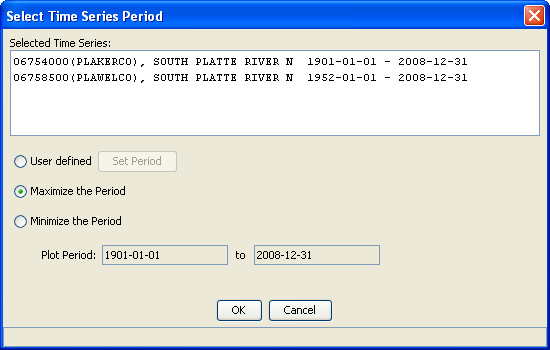 Select Time Series Period
Selected Time Series:
06754000(PLAKERCO), SOUTH PLATTE RIVER N  1901-01-01 - 2008-12-31
06758500(PLAWELCO), SOUTH PLATTE RIVER N  1952-01-01 - 2008-12-31
User defined Set Period
Maximize the Period
Minimize the Period
Plot Period: 1901-01-01 to 2008-12-31
OK Cancel